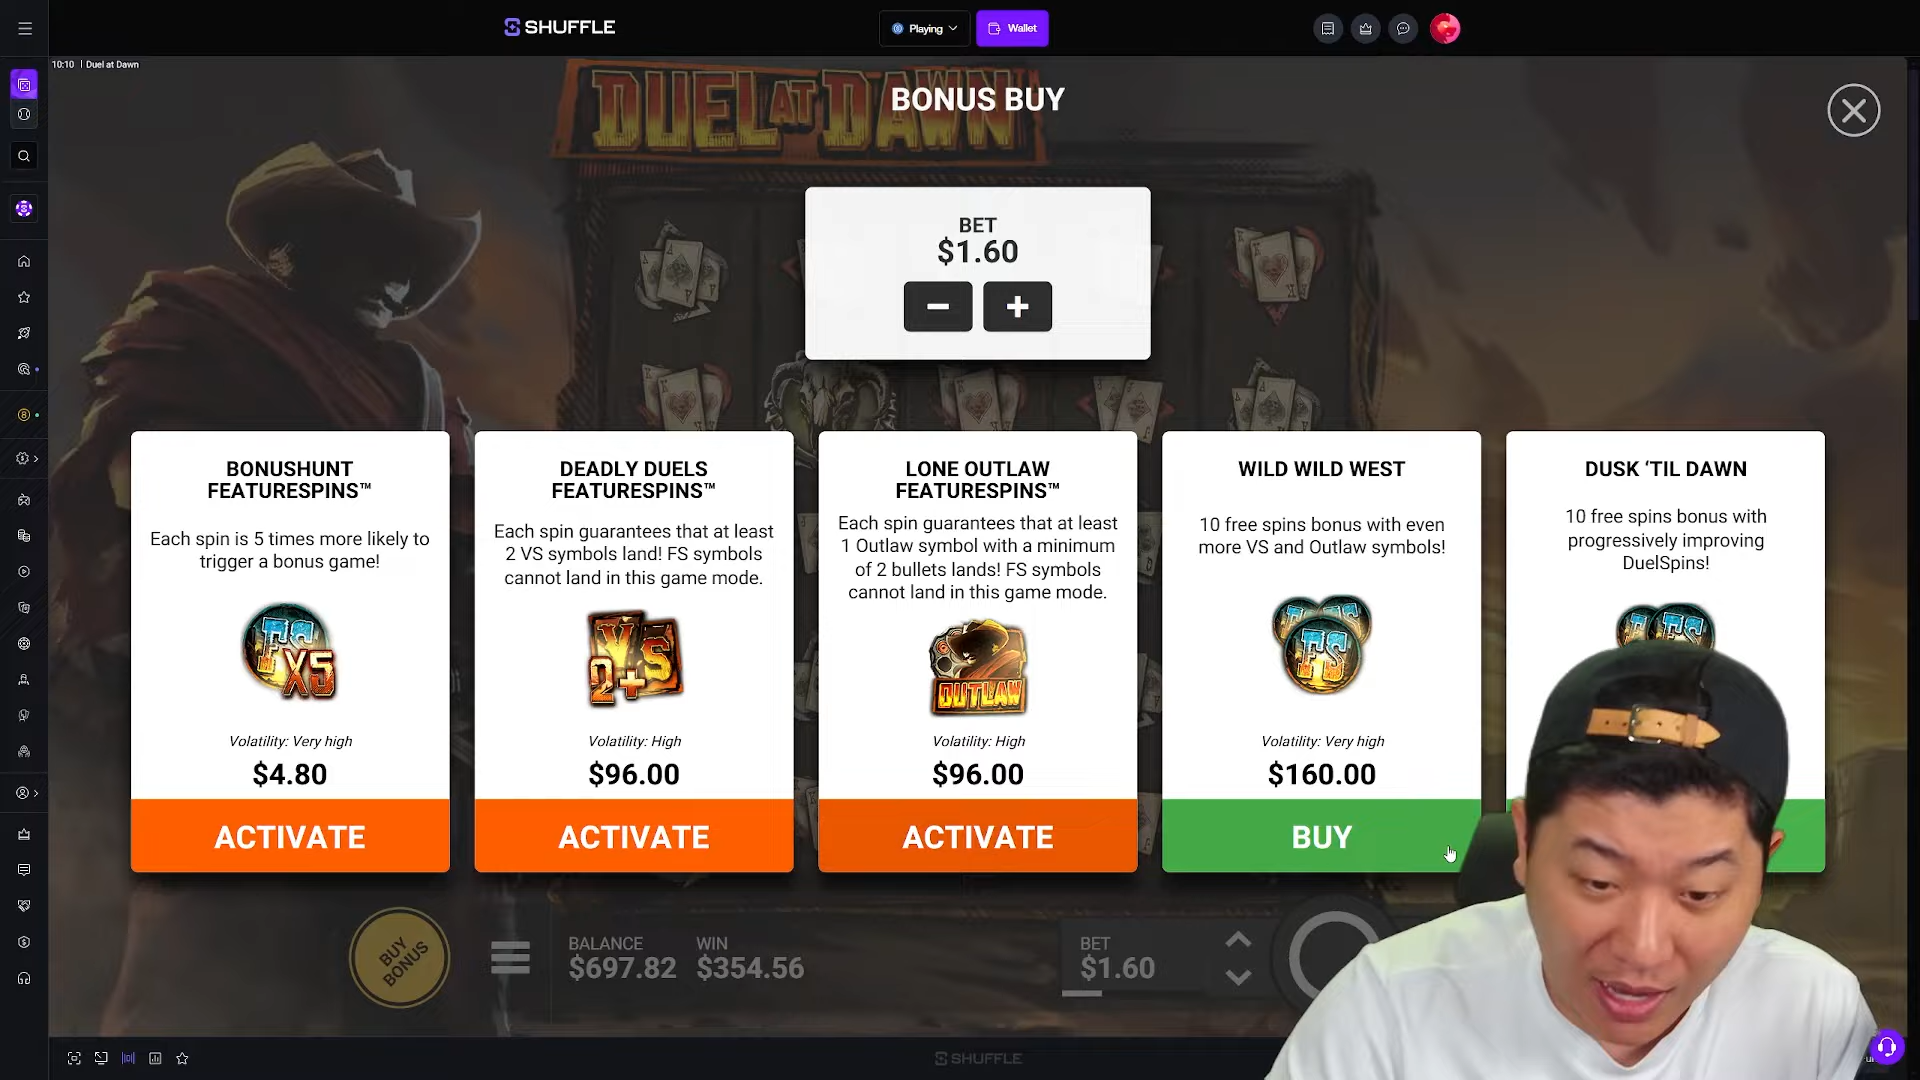 SHUFFLE
Playing
Wallet
10:10 | Duel at Dawn
DUEL AT DAWN
BONUS BUY
BET
$1.60
BONUSHUNT
FEATURESPINS™
Each spin is 5 times more likely to
trigger a bonus game!
FS
X5
Volatility: Very high
$4.80
ACTIVATE
DEADLY DUELS
FEATURESPINS™
Each spin guarantees that at least
2 VS symbols land! FS symbols
cannot land in this game mode.
VS
2+
Volatility: High
$96.00
ACTIVATE
LONE OUTLAW
FEATURESPINS™
Each spin guarantees that at least
1 Outlaw symbol with a minimum
of 2 bullets lands! FS symbols
cannot land in this game mode.
OUTLAW
Volatility: High
$96.00
ACTIVATE
WILD WILD WEST
10 free spins bonus with even
more VS and Outlaw symbols!
FS
Volatility: Very high
$160.00
BUY
DUSK ‘TIL DAWN
10 free spins bonus with
progressively improving
DuelSpins!
FS
BUY
BONUS
BALANCE
$697.82
WIN
$354.56
BET
$1.60
SHUFFLE